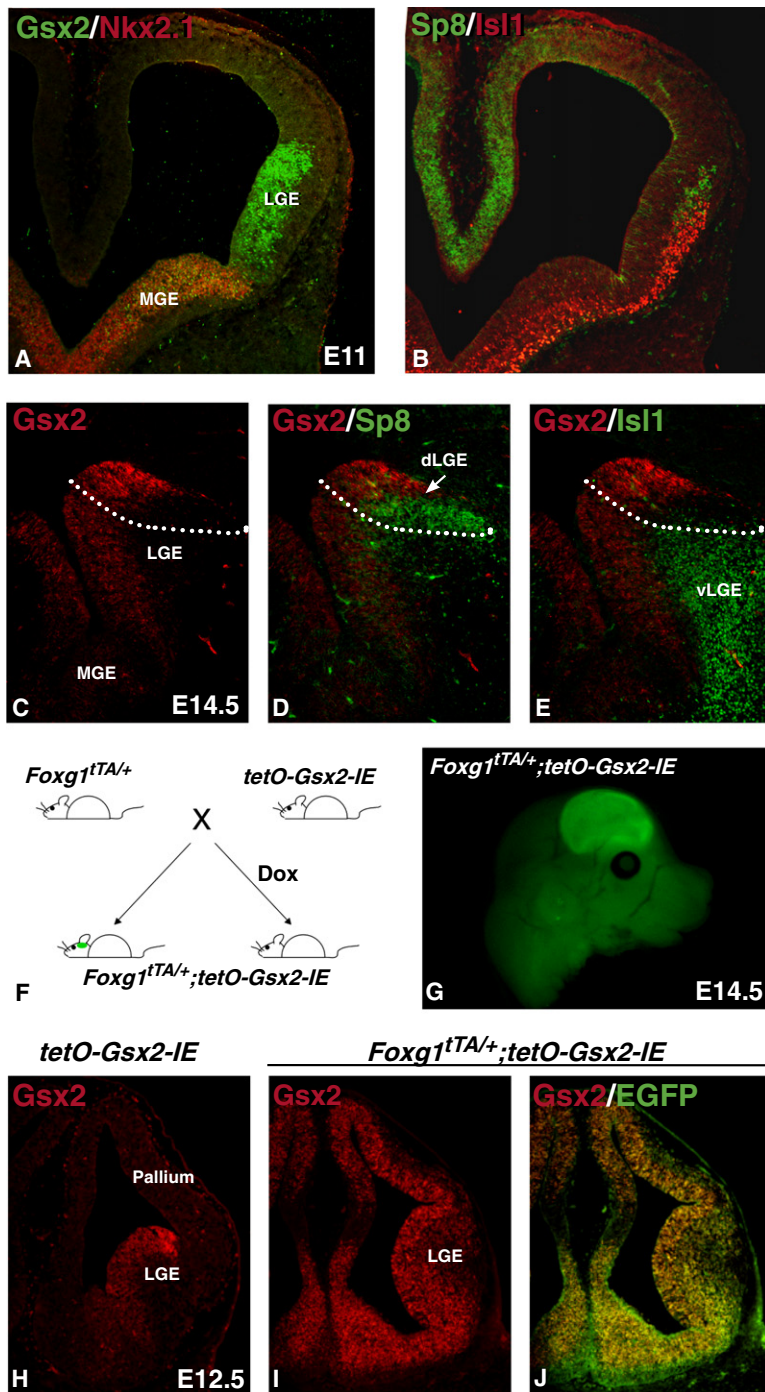 Gsx2/Nkx2.1
LGE
MGE
A
E11
Sp8/Isl1
B
Gsx2
LGE
MGE
C
E14.5
Gsx2/Sp8
dLGE
D
Gsx2/Isl1
vLGE
E
Foxg1tTA/+
tetO-Gsx2-IE
X
Dox
Foxg1tTA/+;tetO-Gsx2-IE
F
Foxg1tTA/+;tetO-Gsx2-IE
G
E14.5
tetO-Gsx2-IE
Foxg1tTA/+;tetO-Gsx2-IE
Gsx2
Pallium
LGE
H
E12.5
Gsx2
LGE
I
Gsx2/EGFP
J